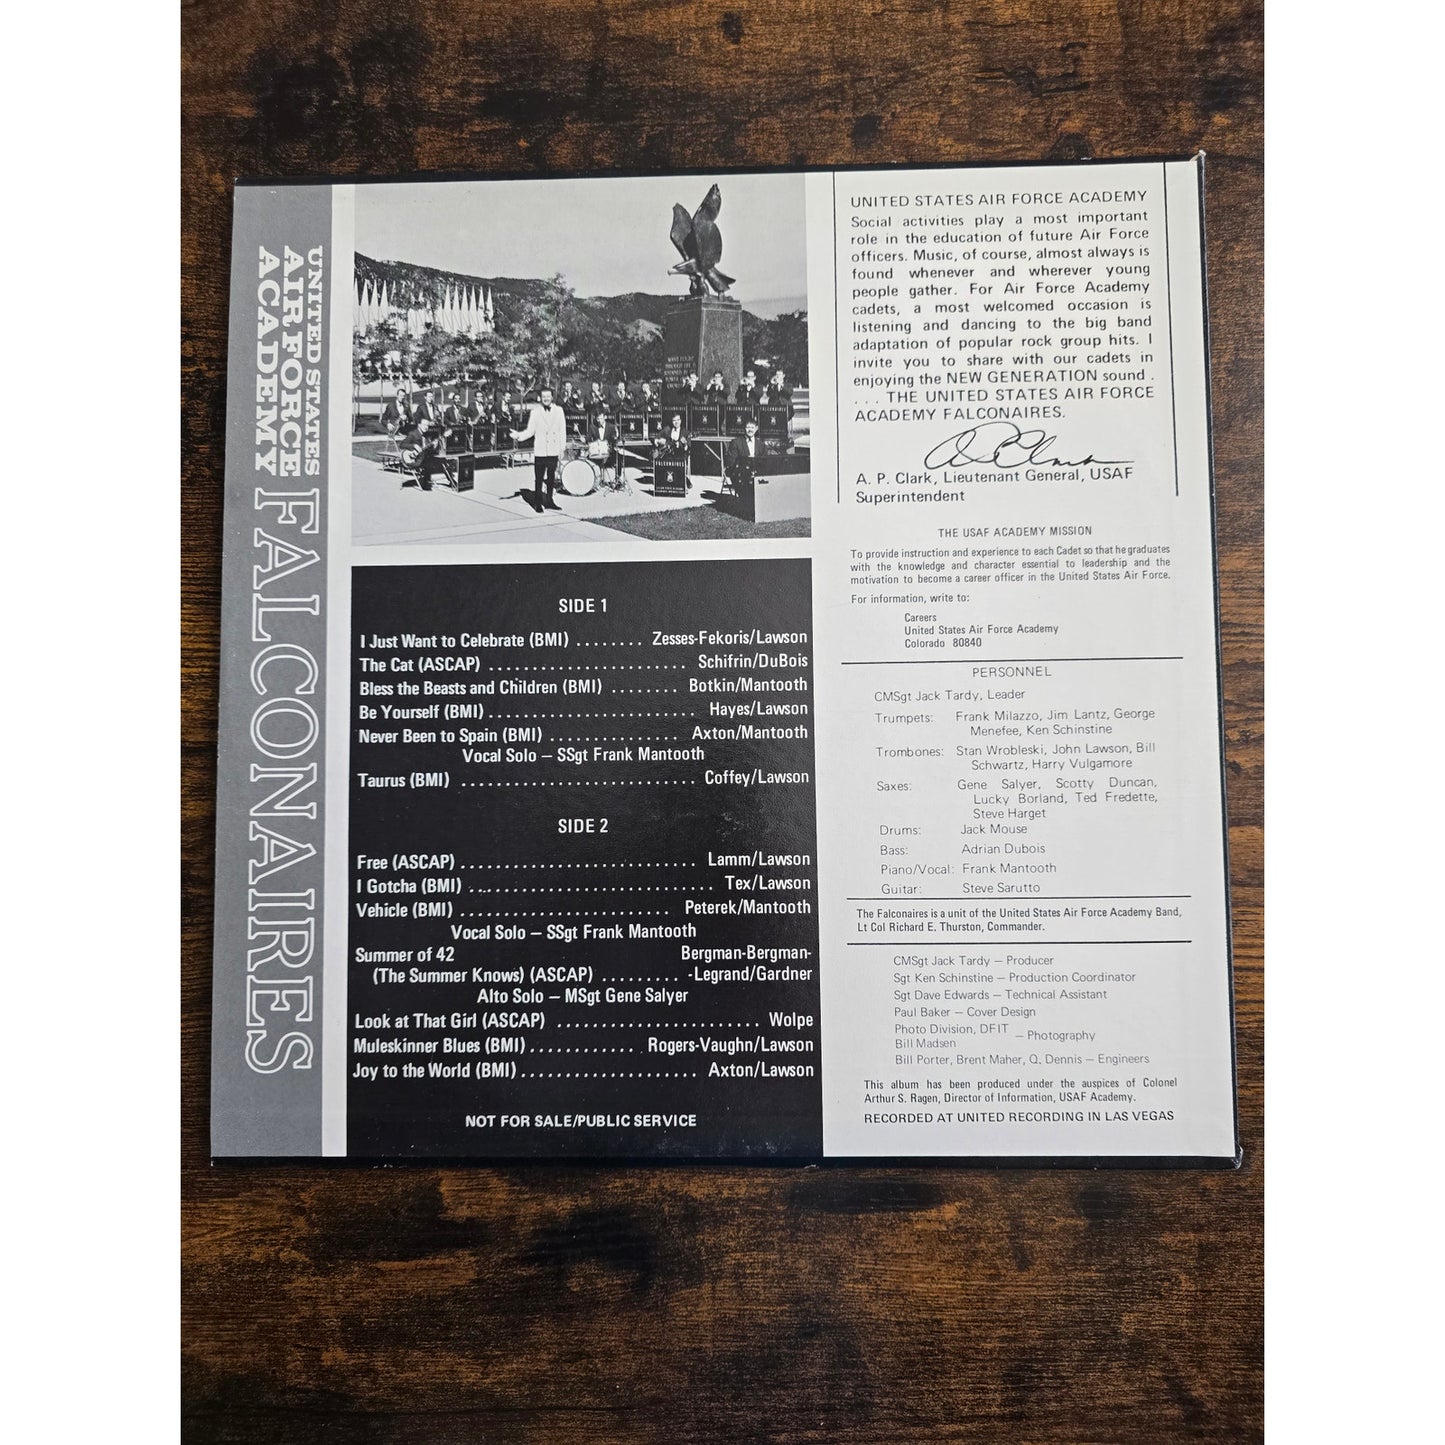 UNITED STATES
AIR FORCE
ACADEMY
FALCONAIRES
FALCONAIRES
SIDE 1
I Just Want to Celebrate (BMI) ........ Zesses-Fekoris/Lawson
The Cat (ASCAP) ....................... Schifrin/DuBois
Bless the Beasts and Children (BMI) ........ Botkin/Mantooth
Be Yourself (BMI) ........................ Hayes/Lawson
Never Been to Spain (BMI) ............... Axton/Mantooth
Vocal Solo – SSgt Frank Mantooth
Taurus (BMI) ........................... Coffey/Lawson
SIDE 2
Free (ASCAP) ........................... Lamm/Lawson
I Gotcha (BMI) ............................ Tex/Lawson
Vehicle (BMI) ........................ Peterek/Mantooth
Vocal Solo – SSgt Frank Mantooth
Summer of 42 Bergman-Bergman-
(The Summer Knows) (ASCAP) ......... -Legrand/Gardner
Alto Solo – MSgt Gene Salyer
Look at That Girl (ASCAP) ....................... Wolpe
Muleskinner Blues (BMI) ............ Rogers-Vaughn/Lawson
Joy to the World (BMI) .................... Axton/Lawson
NOT FOR SALE/PUBLIC SERVICE
UNITED STATES AIR FORCE ACADEMY
Social activities play a most important
role in the education of future Air Force
officers. Music, of course, almost always is
found whenever and wherever young
people gather. For Air Force Academy
cadets, a most welcomed occasion is
listening and dancing to the big band
adaptation of popular rock group hits. I
invite you to share with our cadets in
enjoying the NEW GENERATION sound .
. . . THE UNITED STATES AIR FORCE
ACADEMY FALCONAIRES.
A. P. Clark, Lieutenant General, USAF
Superintendent
THE USAF ACADEMY MISSION
To provide instruction and experience to each Cadet so that he graduates
with the knowledge and character essential to leadership and the
motivation to become a career officer in the United States Air Force.
For information, write to:
Careers
United States Air Force Academy
Colorado 80840
PERSONNEL
CMSgt Jack Tardy, Leader
Trumpets: Frank Milazzo, Jim Lantz, George
Menefee, Ken Schinstine
Trombones: Stan Wrobleski, John Lawson, Bill
Schwartz, Harry Vulgamore
Saxes: Gene Salyer, Scotty Duncan,
Lucky Borland, Ted Fredette,
Steve Harget
Drums: Jack Mouse
Bass: Adrian Dubois
Piano/Vocal: Frank Mantooth
Guitar: Steve Sarutto
The Falconaires is a unit of the United States Air Force Academy Band,
Lt Col Richard E. Thurston, Commander.
CMSgt Jack Tardy – Producer
Sgt Ken Schinstine – Production Coordinator
Sgt Dave Edwards – Technical Assistant
Paul Baker – Cover Design
Photo Division, DFIT
Bill Madsen – Photography
Bill Porter, Brent Maher, Q. Dennis – Engineers
This album has been produced under the auspices of Colonel
Arthur S. Ragen, Director of Information, USAF Academy.
RECORDED AT UNITED RECORDING IN LAS VEGAS